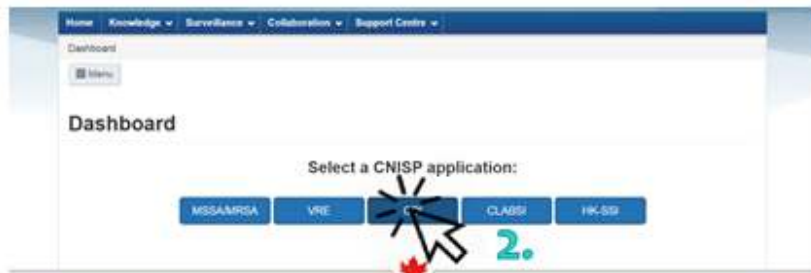 Home Knowledge Surveillance Collaboration Support Centre
Dashboard
Menu
Dashboard
Select a CNISP application:
MSSA/MRSA VRE CLABSI HK-SSI
2.